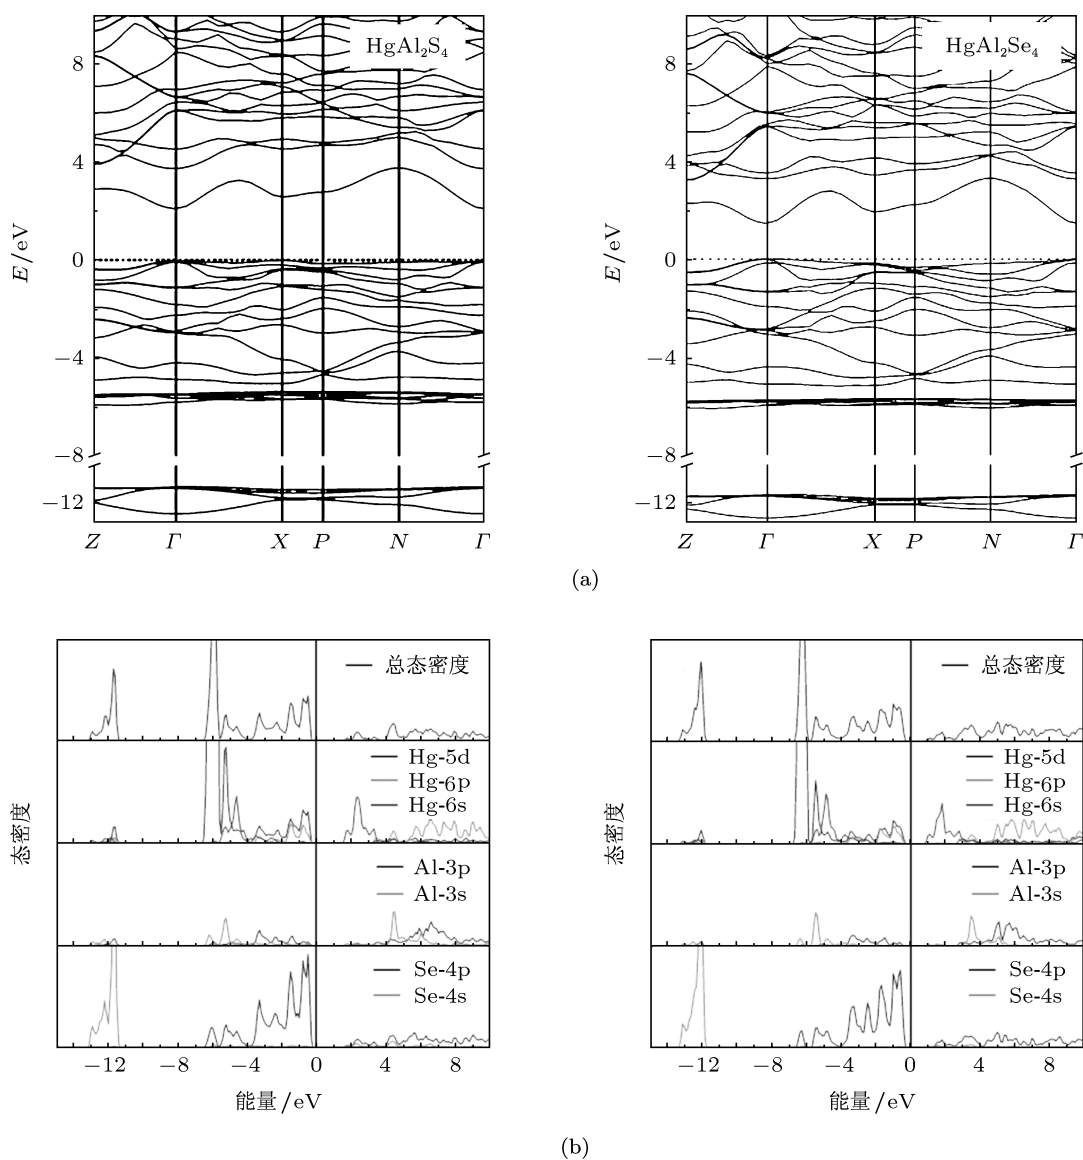 HgAl₂S₄
8
4
0
−4
−8
−12
E/eV
Z Γ X P N Γ
HgAl₂Se₄
8
4
0
−4
−8
−12
E/eV
Z Γ X P N Γ
(a)
总态密度
Hg-5d
Hg-6p
Hg-6s
Al-3p
Al-3s
Se-4p
Se-4s
态密度
−12 −8 −4 0 4 8
能量/eV
总态密度
Hg-5d
Hg-6p
Hg-6s
Al-3p
Al-3s
Se-4p
Se-4s
态密度
−12 −8 −4 0 4 8
能量/eV
(b)